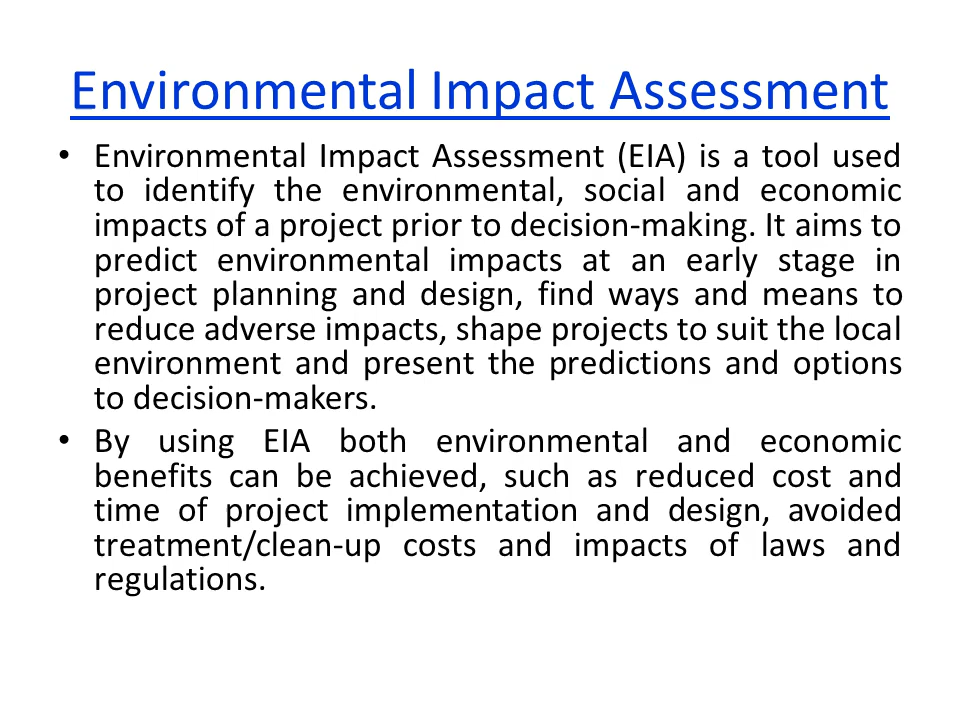 Environmental Impact Assessment
• Environmental Impact Assessment (EIA) is a tool used
to identify the environmental, social and economic
impacts of a project prior to decision-making. It aims to
predict environmental impacts at an early stage in
project planning and design, find ways and means to
reduce adverse impacts, shape projects to suit the local
environment and present the predictions and options
to decision-makers.
• By using EIA both environmental and economic
benefits can be achieved, such as reduced cost and
time of project implementation and design, avoided
treatment/clean-up costs and impacts of laws and
regulations.